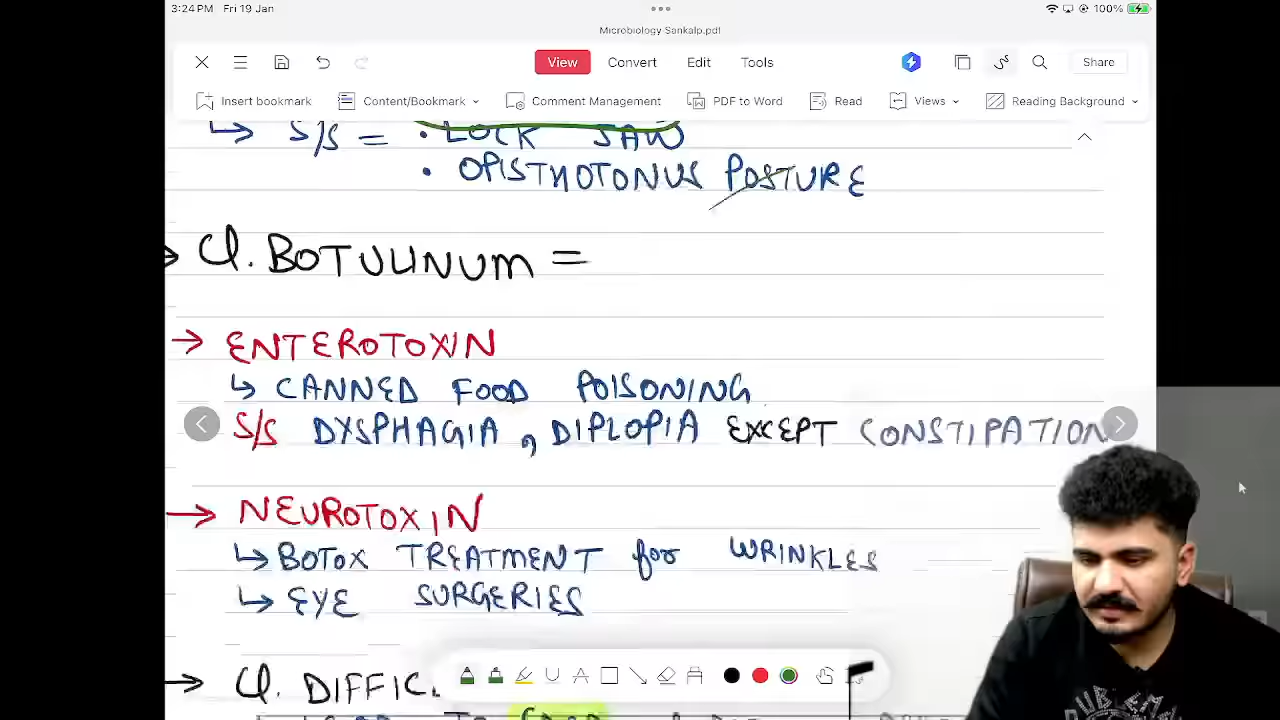 3:24 PM Fri 19 Jan
100%
Microbiology Sankalp.pdf
View Convert Edit Tools Share
Insert bookmark Content/Bookmark Comment Management PDF to Word Read Views Reading Background
↳ S/S = • LOCK JAW
• OPISTHOTONUS POSTURE
→ Cl. BOTULINUM =
→ ENTEROTOXIN
↳ CANNED FOOD POISONING
S/S DYSPHAGIA, DIPLOPIA EXCEPT CONSTIPATION
→ NEUROTOXIN
↳ BOTOX TREATMENT for WRINKLES
↳ EYE SURGERIES
→ Cl. DIFFIC